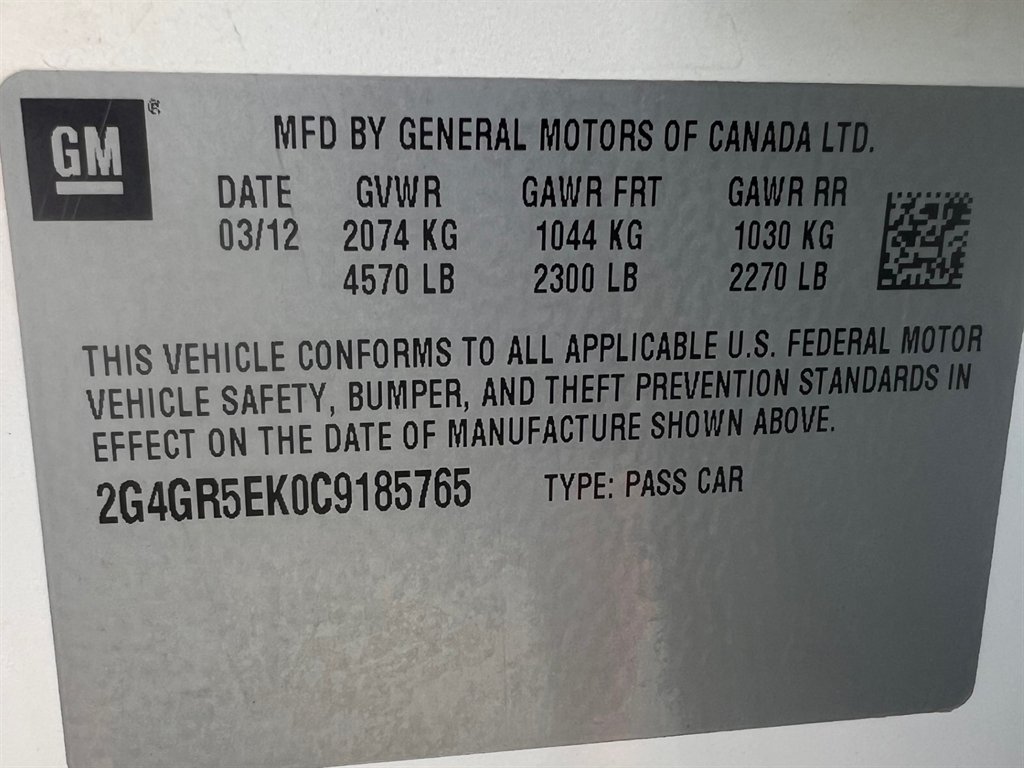 GM ®
MFD BY GENERAL MOTORS OF CANADA LTD.
DATE GVWR GAWR FRT GAWR RR
03/12 2074 KG 1044 KG 1030 KG
4570 LB 2300 LB 2270 LB
THIS VEHICLE CONFORMS TO ALL APPLICABLE U.S. FEDERAL MOTOR
VEHICLE SAFETY, BUMPER, AND THEFT PREVENTION STANDARDS IN
EFFECT ON THE DATE OF MANUFACTURE SHOWN ABOVE.
2G4GR5EK0C9185765 TYPE: PASS CAR